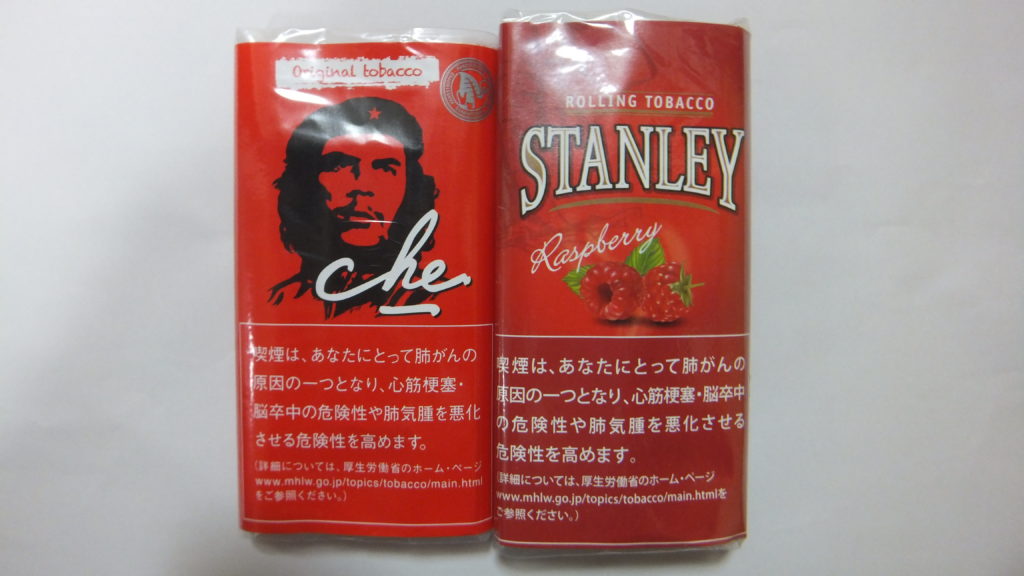 Original tobacco
che
喫煙は、あなたにとって肺がんの
原因の一つとなり、心筋梗塞・
脳卒中の危険性や肺気腫を悪化
させる危険性を高めます。
(詳細については、厚生労働省のホーム・ページ
www.mhlw.go.jp/topics/tobacco/main.html
をご参照ください。)
ROLLING TOBACCO
STANLEY
Raspberry
喫煙は、あなたにとって肺がんの
原因の一つとなり、心筋梗塞・脳卒中
の危険性や肺気腫を悪化させる
危険性を高めます。
(詳細については、厚生労働省のホーム・ページ
www.mhlw.go.jp/topics/tobacco/main.htmlを
ご参照ください。)